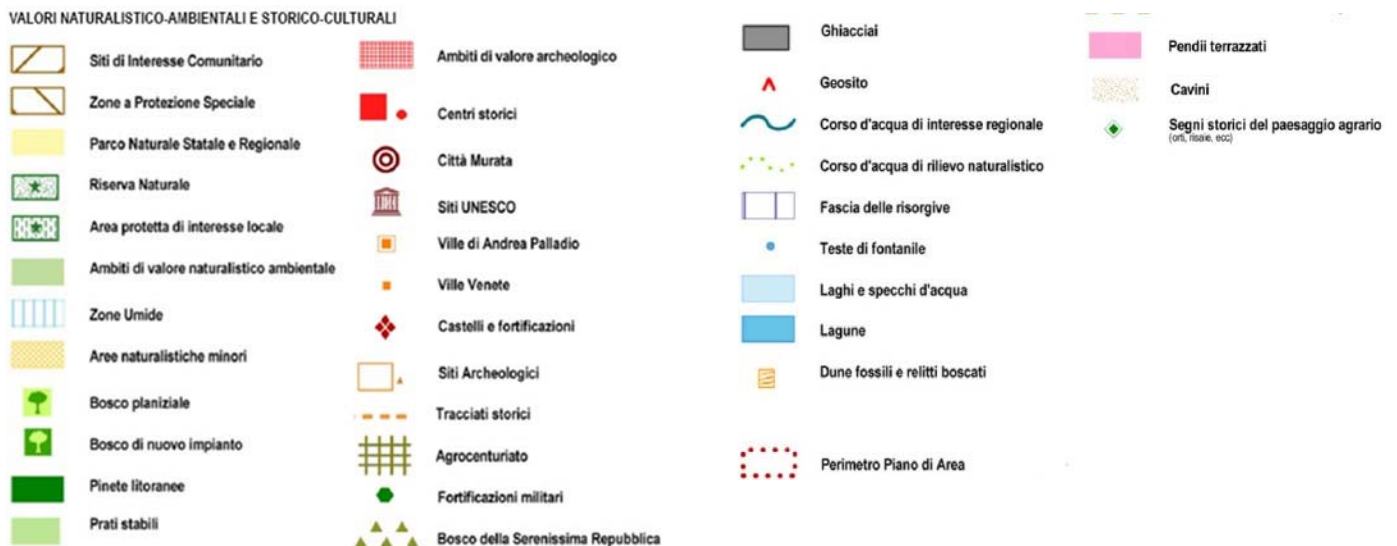 VALORI NATURALISTICO-AMBIENTALI E STORICO-CULTURALI
Siti di Interesse Comunitario
Zone a Protezione Speciale
Parco Naturale Statale e Regionale
Riserva Naturale
Area protetta di interesse locale
Ambiti di valore naturalistico ambientale
Zone Umide
Aree naturalistiche minori
Bosco planiziale
Bosco di nuovo impianto
Pinete litoranee
Prati stabili
Ambiti di valore archeologico
Centri storici
Città Murata
Siti UNESCO
Ville di Andrea Palladio
Ville Venete
Castelli e fortificazioni
Siti Archeologici
Tracciati storici
Agrocenturiato
Fortificazioni militari
Bosco della Serenissima Repubblica
Ghiacciai
Geosito
Corso d'acqua di interesse regionale
Corso d'acqua di rilievo naturalistico
Fascia delle risorgive
Teste di fontanile
Laghi e specchi d'acqua
Lagune
Dune fossili e relitti boscati
Perimetro Piano di Area
Pendii terrazzati
Cavini
Segni storici del paesaggio agrario
(orti, risaie, ecc)